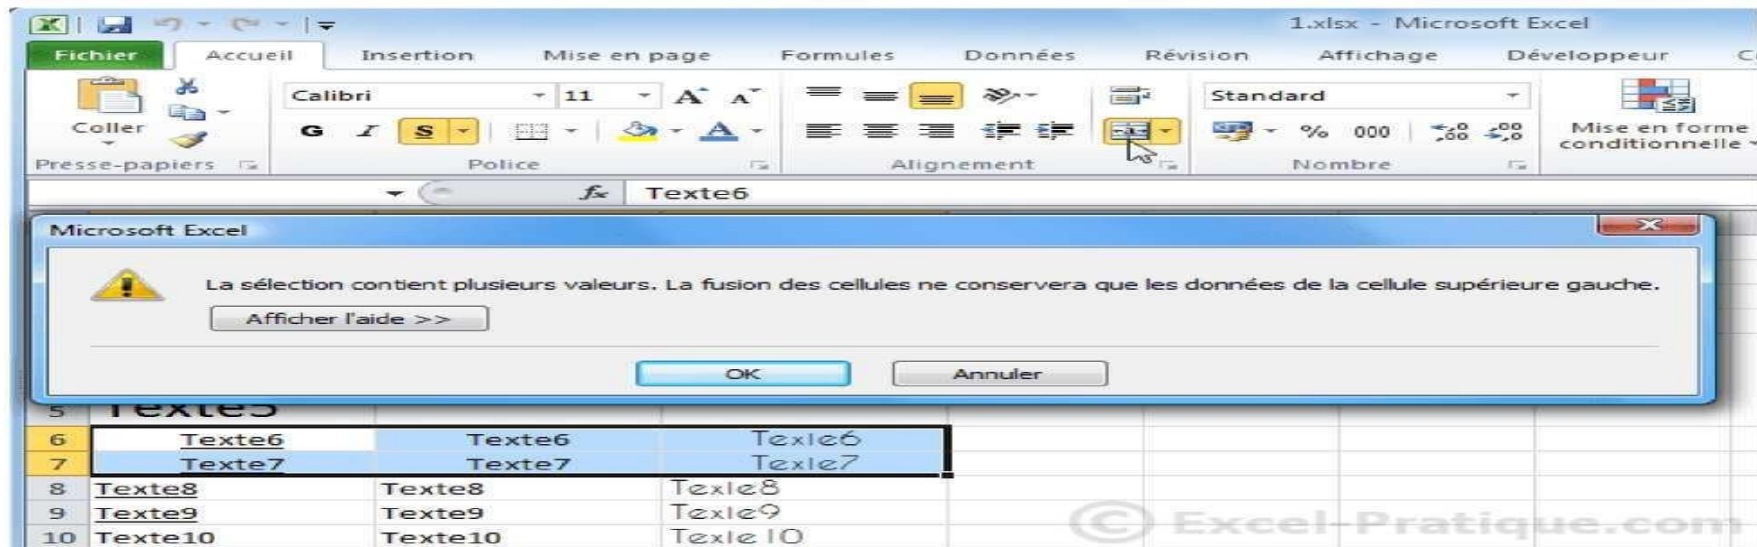 1.xlsx - Microsoft Excel
Fichier Accueil Insertion Mise en page Formules Données Révision Affichage Développeur
Calibri 11 A A Standard
Coller G I S A % 000 Mise en forme conditionnelle
Presse-papiers Police Alignement Nombre
fx Texte6
Microsoft Excel
La sélection contient plusieurs valeurs. La fusion des cellules ne conservera que les données de la cellule supérieure gauche.
Afficher l'aide >>
OK Annuler
5 Texte5
6 Texte6 Texte6 Texte6
7 Texte7 Texte7 Texte7
8 Texte8 Texte8 Texte8
9 Texte9 Texte9 Texte9
10 Texte10 Texte10 Texte10
© Excel-Pratique.com